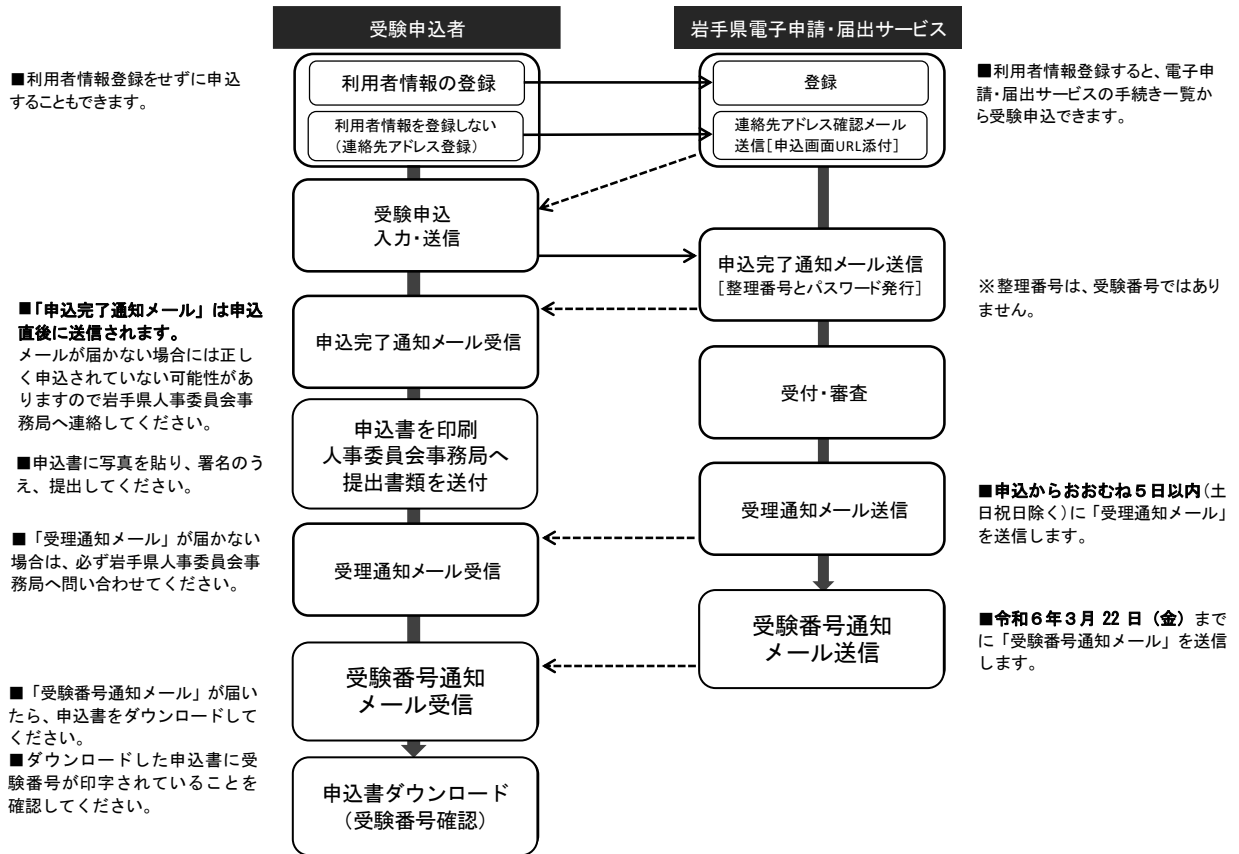 受験申込者
岩手県電子申請・届出サービス
■利用者情報登録をせずに申込
することもできます。
利用者情報の登録
登録
利用者情報を登録しない
（連絡先アドレス登録）
連絡先アドレス確認メール
送信［申込画面URL添付］
■利用者情報登録すると、電子申
請・届出サービスの手続き一覧か
ら受験申込できます。
受験申込
入力・送信
申込完了通知メール送信
［整理番号とパスワード発行］
※整理番号は、受験番号ではあり
ません。
■「申込完了通知メール」は申込
直後に送信されます。
メールが届かない場合には正し
く申込されていない可能性があ
りますので岩手県人事委員会事
務局へ連絡してください。
申込完了通知メール受信
受付・審査
■申込書に写真を貼り、署名のう
え、提出してください。
申込書を印刷
人事委員会事務局へ
提出書類を送付
受理通知メール送信
■申込からおおむね５日以内（土
日祝日除く）に「受理通知メール」
を送信します。
■「受理通知メール」が届かない
場合は、必ず岩手県人事委員会事
務局へ問い合わせてください。
受理通知メール受信
受験番号通知
メール送信
■令和６年３月 22 日（金）まで
に「受験番号通知メール」を送信
します。
■「受験番号通知メール」が届い
たら、申込書をダウンロードして
ください。
■ダウンロードした申込書に受
験番号が印字されていることを
確認してください。
受験番号通知
メール受信
申込書ダウンロード
（受験番号確認）